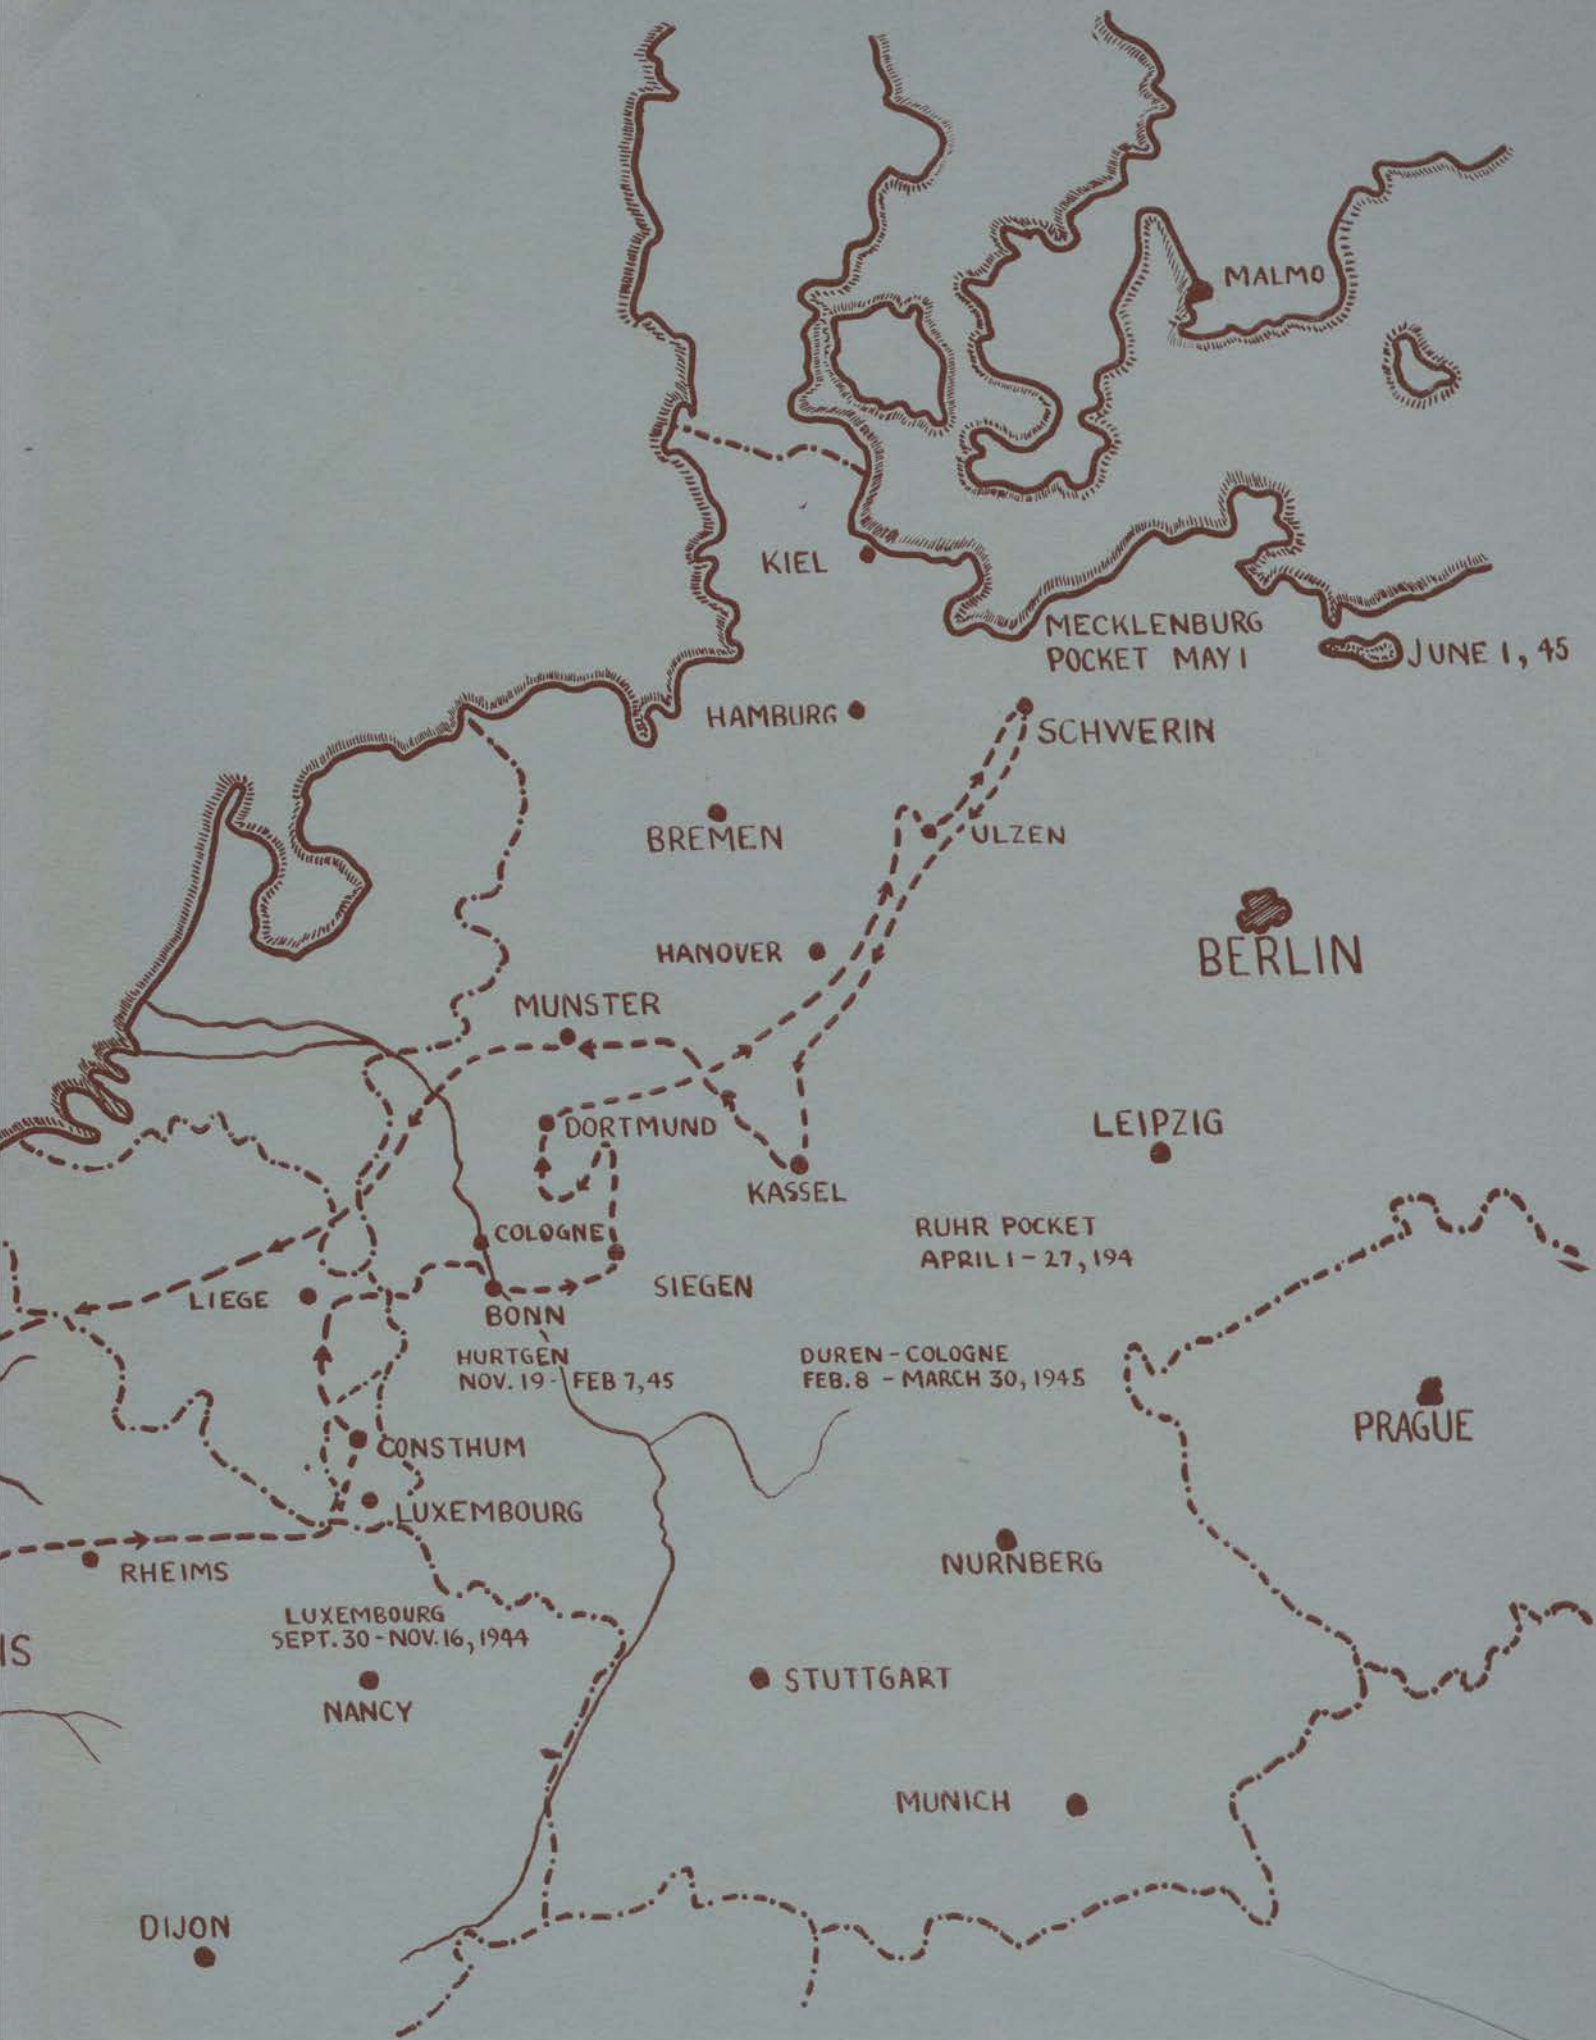 MALMO
KIEL
MECKLENBURG
POCKET MAY 1
JUNE 1, 45
HAMBURG
SCHWERIN
BREMEN
ULZEN
HANOVER
BERLIN
MUNSTER
DORTMUND
LEIPZIG
KASSEL
COLOGNE
RUHR POCKET
APRIL 1 - 27, 194
LIEGE
SIEGEN
BONN
HURTGEN
NOV. 19 - FEB 7, 45
DUREN - COLOGNE
FEB. 8 - MARCH 30, 1945
PRAGUE
CONSTHUM
LUXEMBOURG
RHEIMS
NURNBERG
LUXEMBOURG
SEPT. 30 - NOV. 16, 1944
IS
STUTTGART
NANCY
MUNICH
DIJON